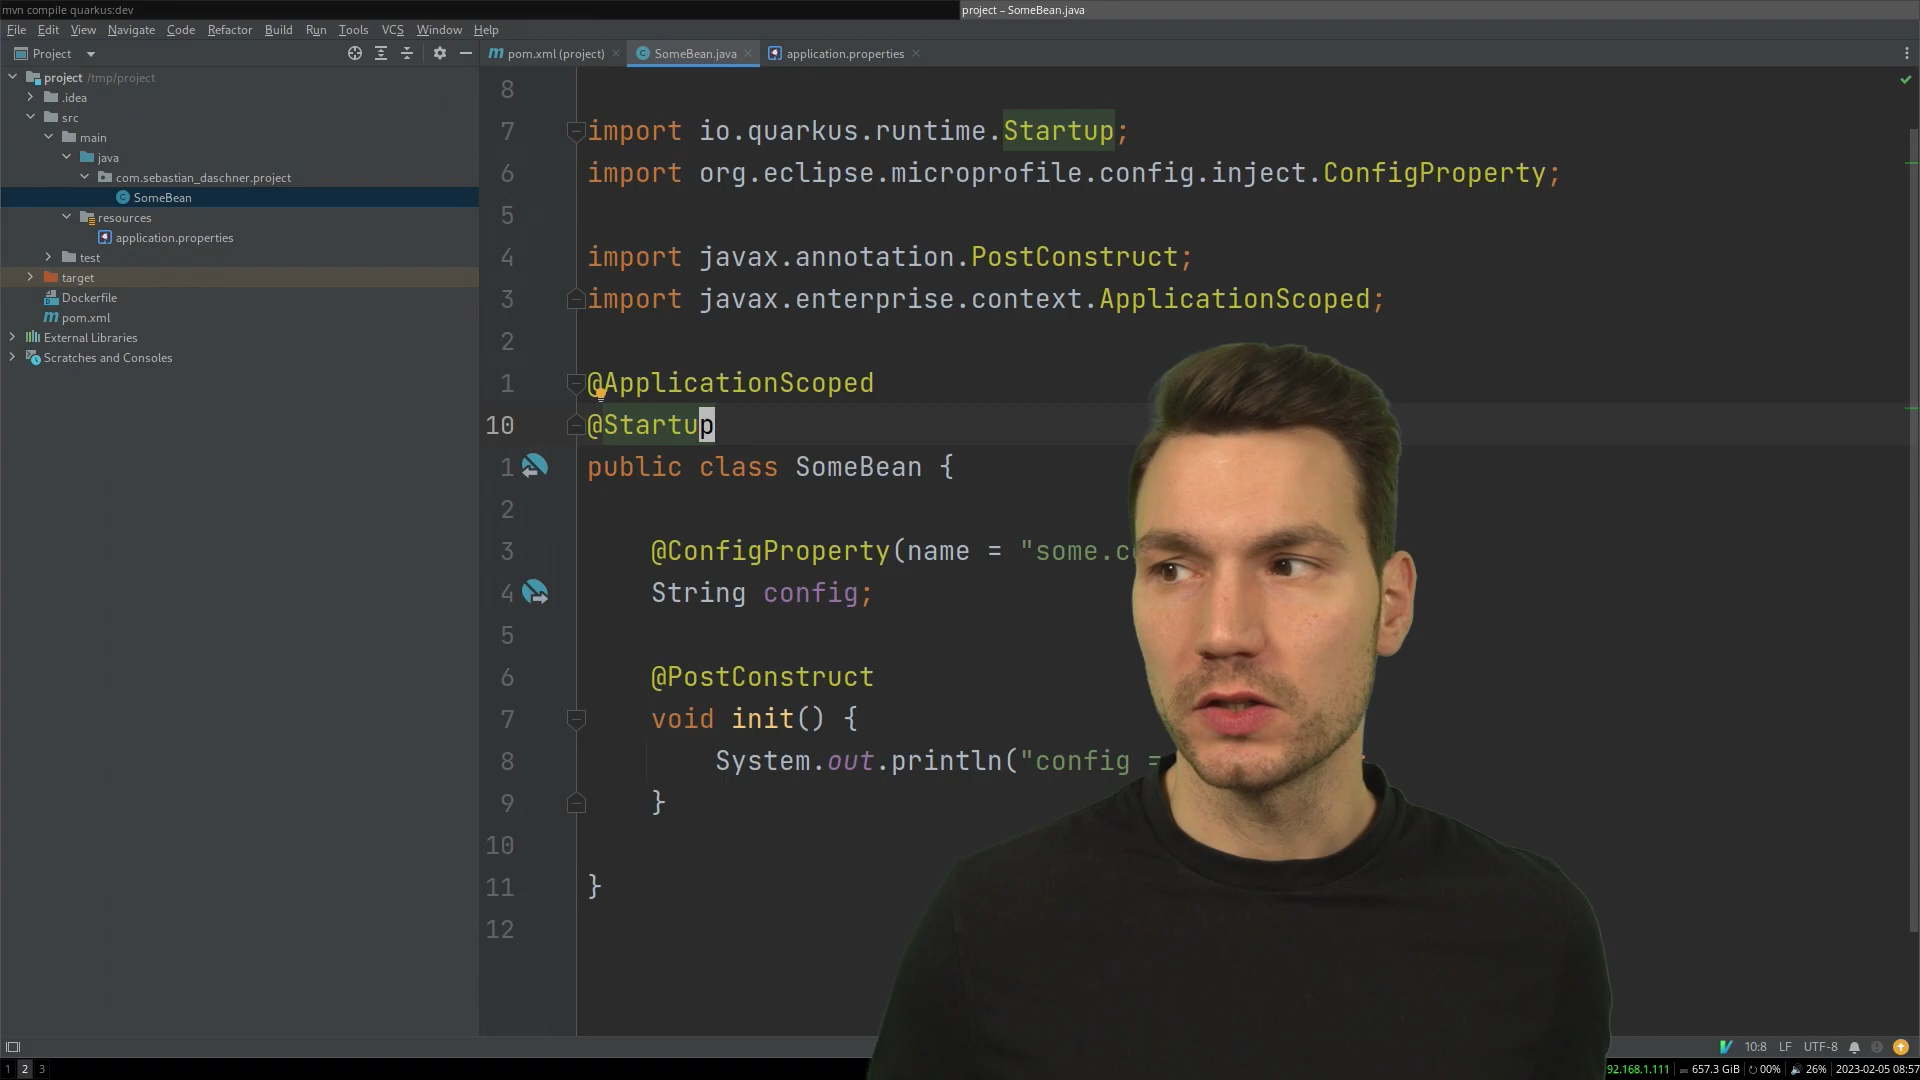 mvn compile quarkus:dev
project – SomeBean.java
File Edit View Navigate Code Refactor Build Run Tools VCS Window Help
Project
pom.xml (project)
SomeBean.java
application.properties
project /tmp/project
.idea
src
main
java
com.sebastian_daschner.project
SomeBean
resources
application.properties
test
target
Dockerfile
pom.xml
External Libraries
Scratches and Consoles
8
7 import io.quarkus.runtime.Startup;
6 import org.eclipse.microprofile.config.inject.ConfigProperty;
5
4 import javax.annotation.PostConstruct;
3 import javax.enterprise.context.ApplicationScoped;
2
1 @ApplicationScoped
10 @Startup
1 public class SomeBean {
2
3 @ConfigProperty(name = "some.c
4 String config;
5
6 @PostConstruct
7 void init() {
8 System.out.println("config =
9 }
10
11 }
12
10:8 LF UTF-8
1 2 3
92.168.1.111 657.3 GiB 00% 26% 2023-02-05 08:57